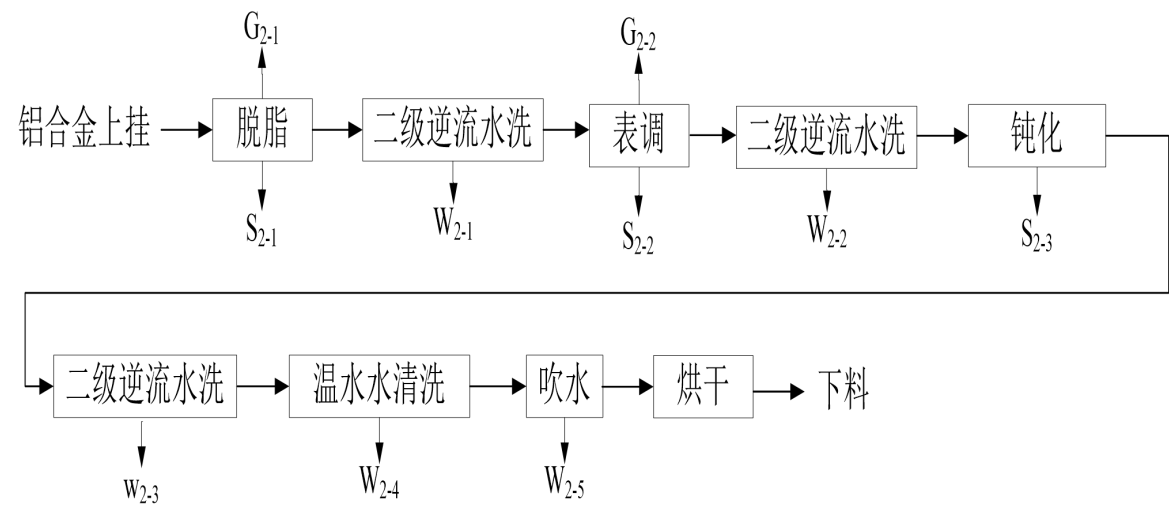 G2-1 G2-2
铝合金上挂 脱脂 二级逆流水洗 表调 二级逆流水洗 钝化
S2-1 W2-1 S2-2 W2-2 S2-3
二级逆流水洗 温水水清洗 吹水 烘干 下料
w2-3 W2-4 W2-5